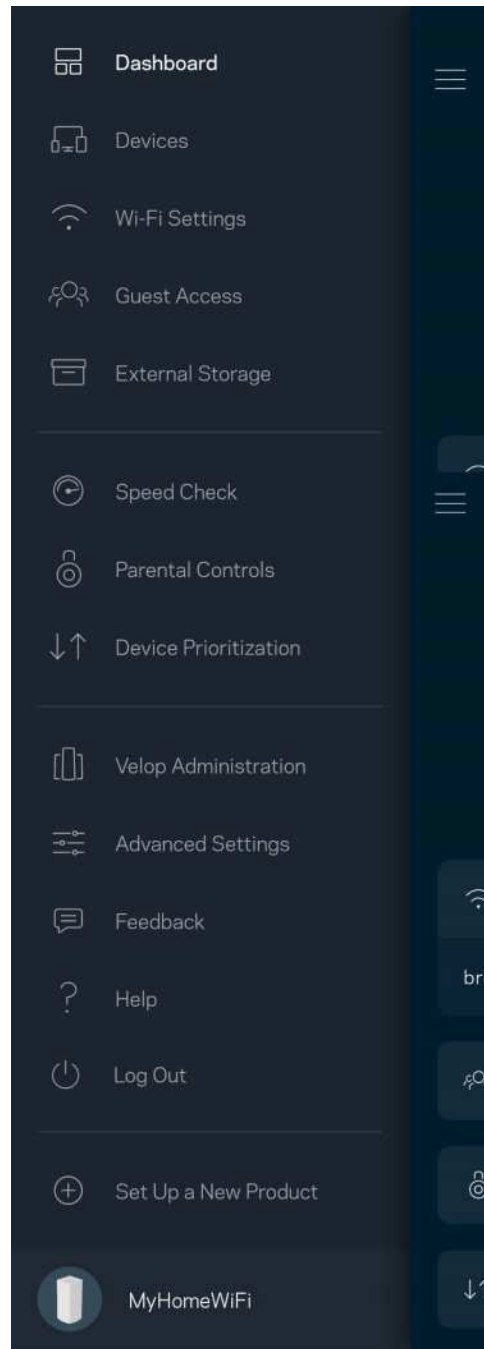 Dashboard
Devices
Wi-Fi Settings
Guest Access
External Storage
Speed Check
Parental Controls
Device Prioritization
Velop Administration
Advanced Settings
Feedback
Help
Log Out
Set Up a New Product
MyHomeWiFi
br